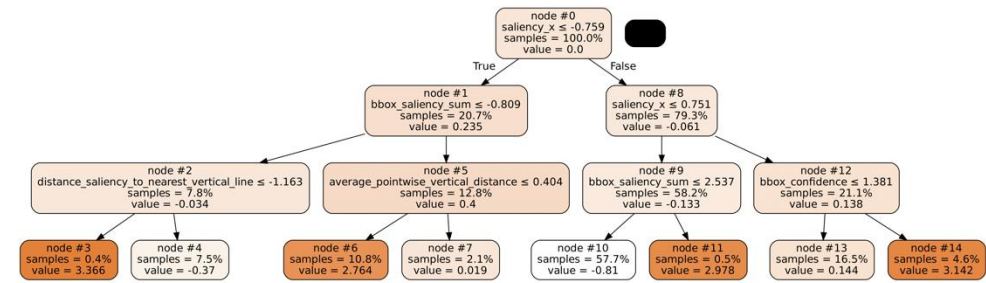 node #0
saliency_x ≤ -0.759
samples = 100.0%
value = 0.0
True
False
node #1
bbox_saliency_sum ≤ -0.809
samples = 20.7%
value = 0.235
node #8
saliency_x ≤ 0.751
samples = 79.3%
value = -0.061
node #2
distance_saliency_to_nearest_vertical_line ≤ -1.163
samples = 7.8%
value = -0.034
node #5
average_pointwise_vertical_distance ≤ 0.404
samples = 12.8%
value = 0.4
node #9
bbox_saliency_sum ≤ 2.537
samples = 58.2%
value = -0.133
node #12
bbox_confidence ≤ 1.381
samples = 21.1%
value = 0.138
node #3
samples = 0.4%
value = 3.366
node #4
samples = 7.5%
value = -0.37
node #6
samples = 10.8%
value = 2.764
node #7
samples = 2.1%
value = 0.019
node #10
samples = 57.7%
value = -0.81
node #11
samples = 0.5%
value = 2.978
node #13
samples = 16.5%
value = 0.144
node #14
samples = 4.6%
value = 3.142